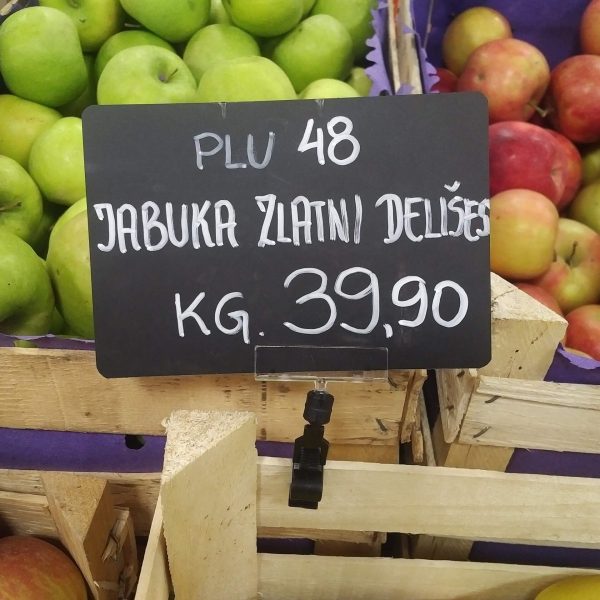 PLU 48
JABUKA ZLATNI DELIŠES
KG. 39,90